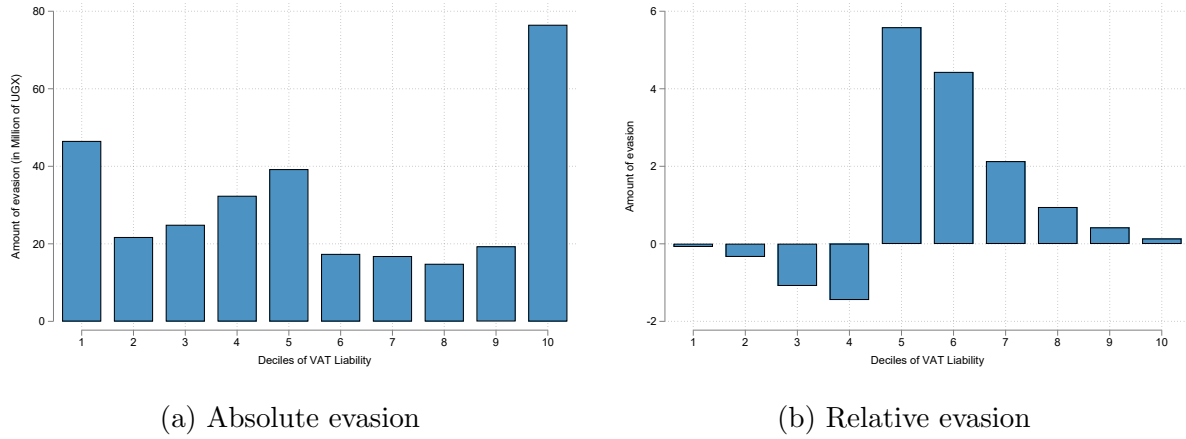 80
60
40
20
0
Amount of evasion (in Million of UGX)
1 2 3 4 5 6 7 8 9 10
Deciles of VAT Liability
(a) Absolute evasion
6
4
2
0
-2
Amount of evasion
1 2 3 4 5 6 7 8 9 10
Deciles of VAT Liability
(b) Relative evasion